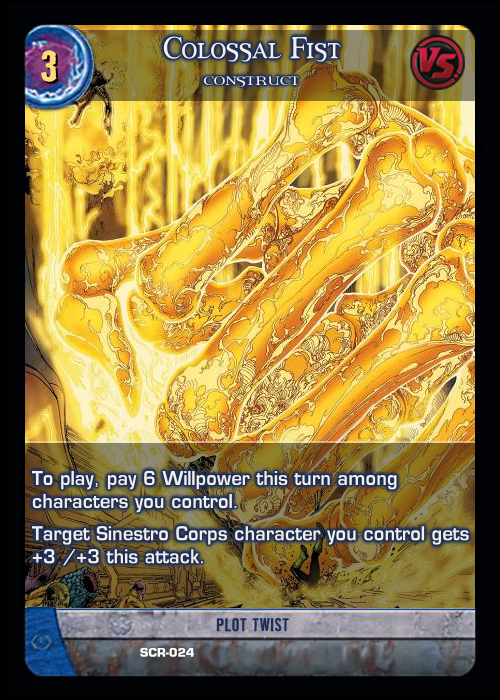 3
COLOSSAL FIST
VS.
CONSTRUCT
To play, pay 6 Willpower this turn among
characters you control.
Target Sinestro Corps character you control gets
+3 /+3 this attack.
PLOT TWIST
SCR-024